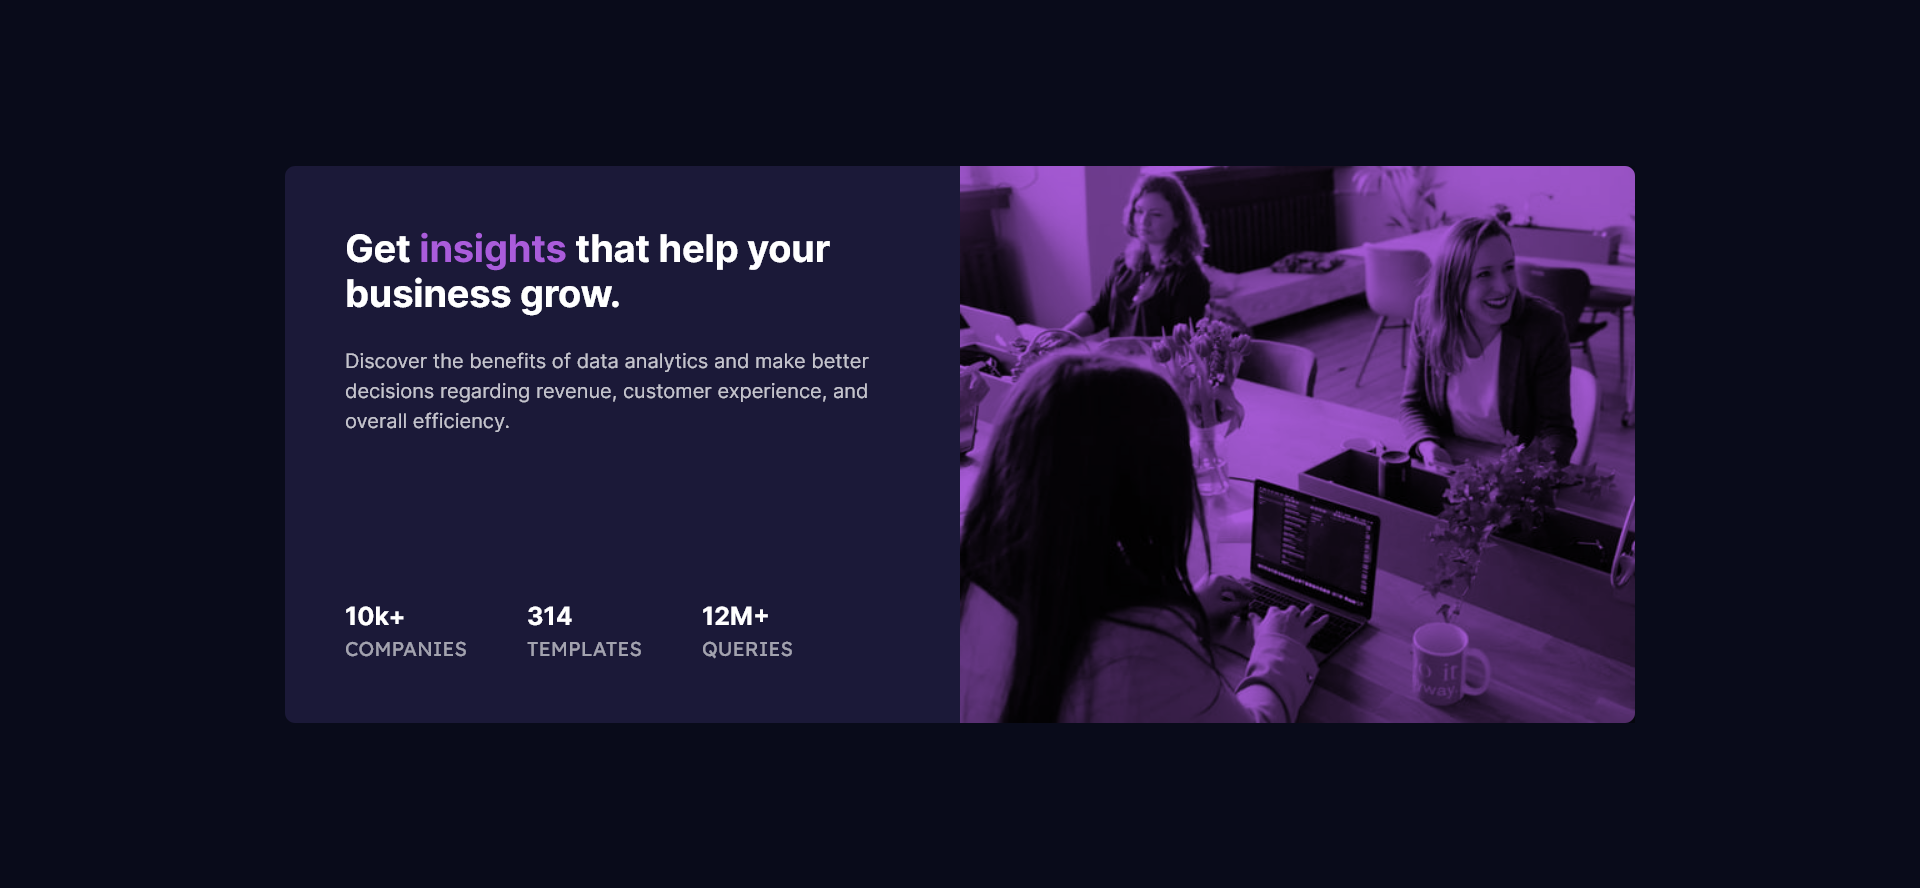 Get insights that help your
business grow.
Discover the benefits of data analytics and make better
decisions regarding revenue, customer experience, and
overall efficiency.
10k+ 314 12M+
COMPANIES TEMPLATES QUERIES